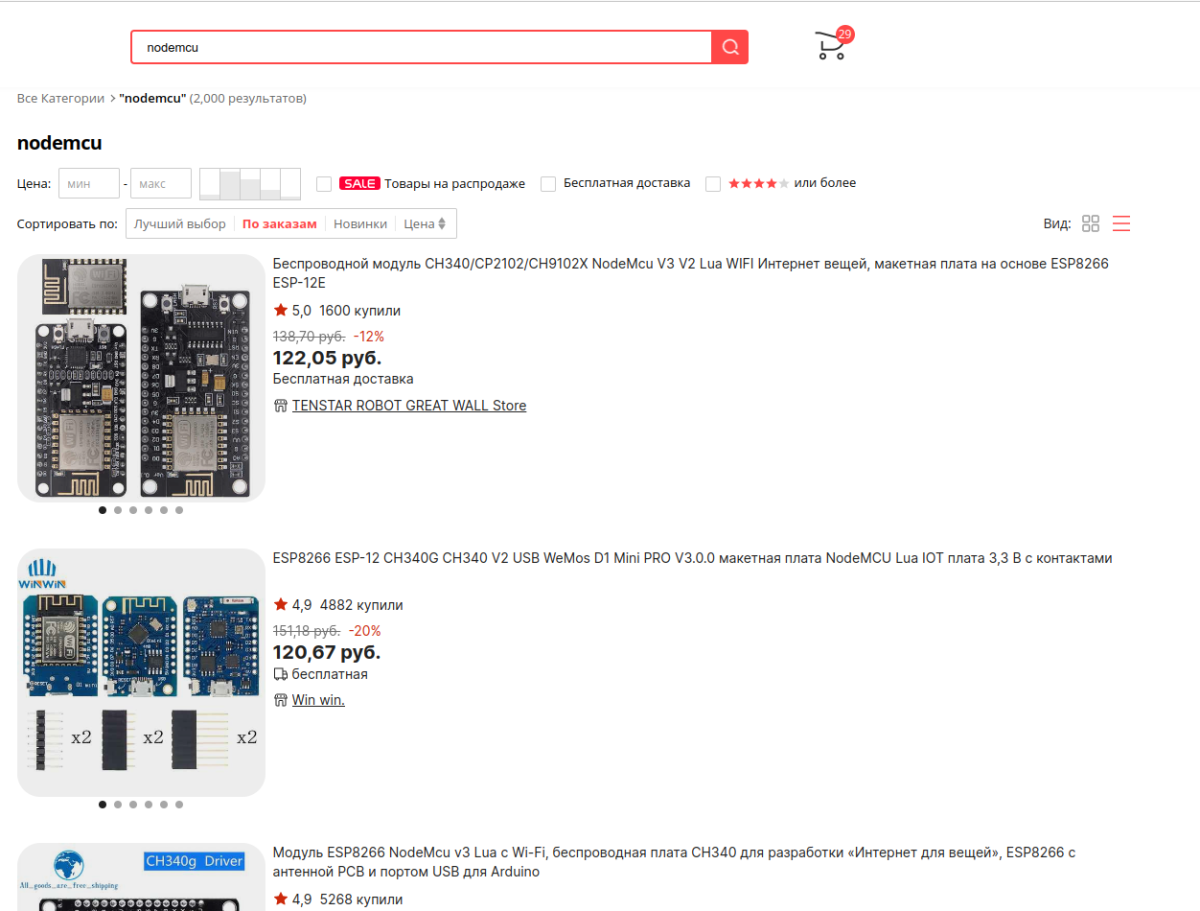 nodemcu
29
Все Категории > "nodemcu" (2,000 результатов)
nodemcu
Цена: мин - макс SALE Товары на распродаже Бесплатная доставка или более
Сортировать по: Лучший выбор По заказам Новинки Цена Вид:
Беспроводной модуль CH340/CP2102/CH9102X NodeMcu V3 V2 Lua WIFI Интернет вещей, макетная плата на основе ESP8266
ESP-12E
5,0 1600 купили
138,70 руб. -12%
122,05 руб.
Бесплатная доставка
TENSTAR ROBOT GREAT WALL Store
WiNWiN
x2 x2 x2
ESP8266 ESP-12 CH340G CH340 V2 USB WeMos D1 Mini PRO V3.0.0 макетная плата NodeMCU Lua IOT плата 3,3 В с контактами
4,9 4882 купили
151,18 руб. -20%
120,67 руб.
бесплатная
Win win.
CH340g Driver
All_goods_are_free_shipping
Модуль ESP8266 NodeMcu v3 Lua с Wi-Fi, беспроводная плата CH340 для разработки «Интернет для вещей», ESP8266 с
антенной PCB и портом USB для Arduino
4,9 5268 купили